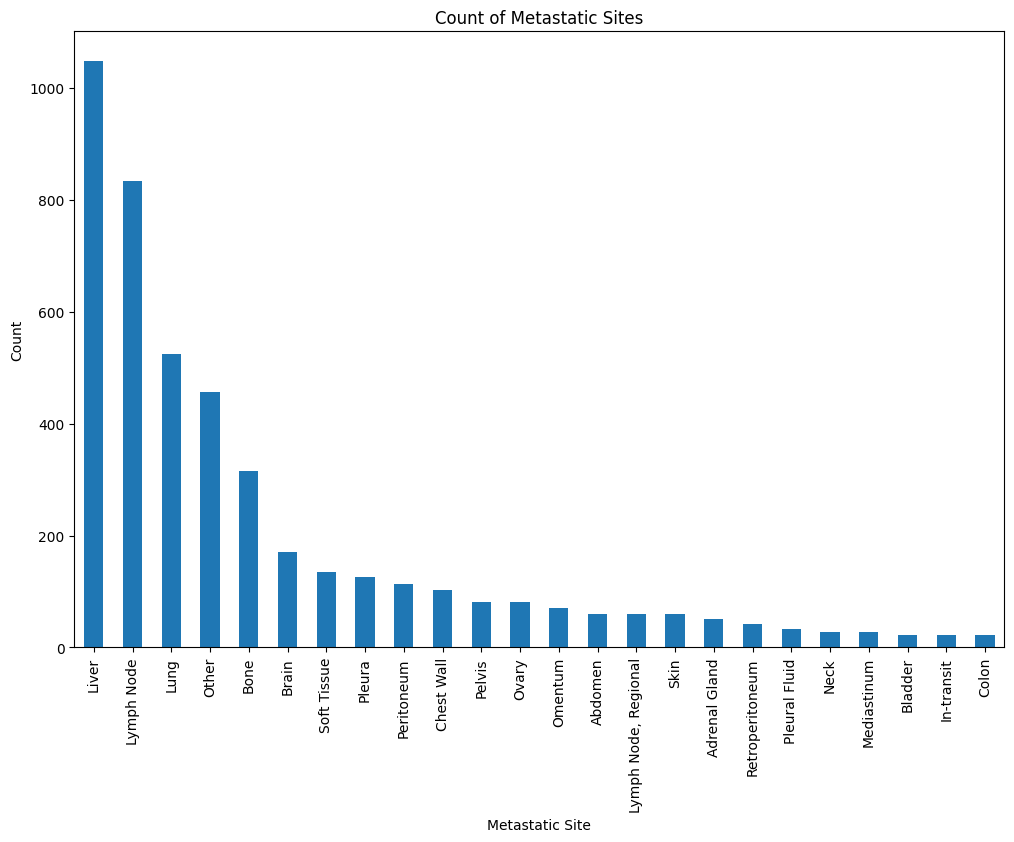 Count of Metastatic Sites
1000
800
600
400
200
0
Count
Liver
Lymph Node
Lung
Other
Bone
Brain
Soft Tissue
Pleura
Peritoneum
Chest Wall
Pelvis
Ovary
Omentum
Abdomen
Lymph Node, Regional
Skin
Adrenal Gland
Retroperitoneum
Pleural Fluid
Neck
Mediastinum
Bladder
In-transit
Colon
Metastatic Site